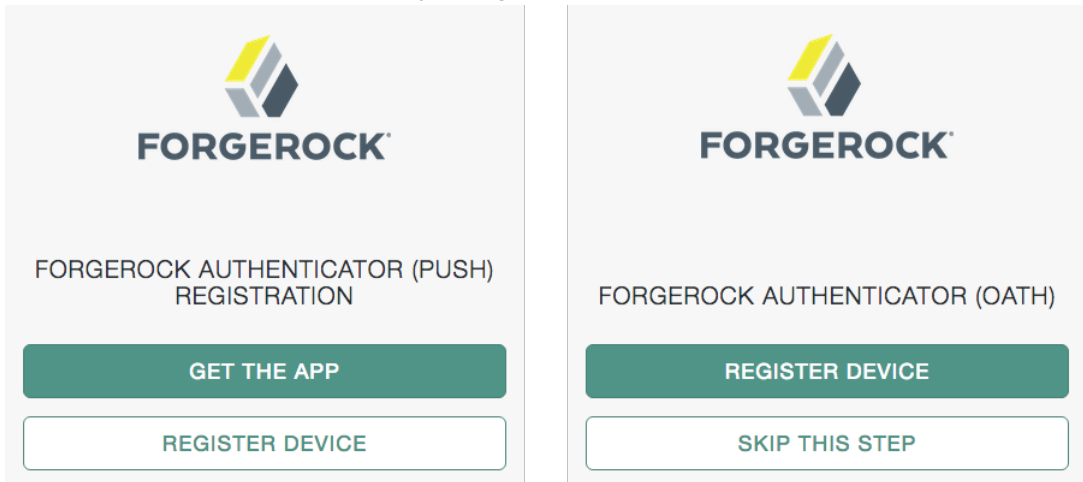 FORGEROCK
FORGEROCK AUTHENTICATOR (PUSH)
REGISTRATION
GET THE APP
REGISTER DEVICE
FORGEROCK
FORGEROCK AUTHENTICATOR (OATH)
REGISTER DEVICE
SKIP THIS STEP